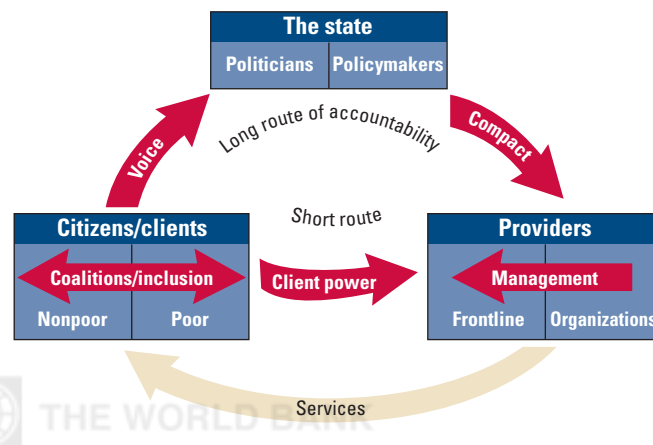 The state
Politicians Policymakers
Long route of accountability
Voice
Compact
Short route
Citizens/clients
Coalitions/inclusion
Nonpoor Poor
Client power
Providers
Management
Frontline Organizations
Services
THE WORLD BANK